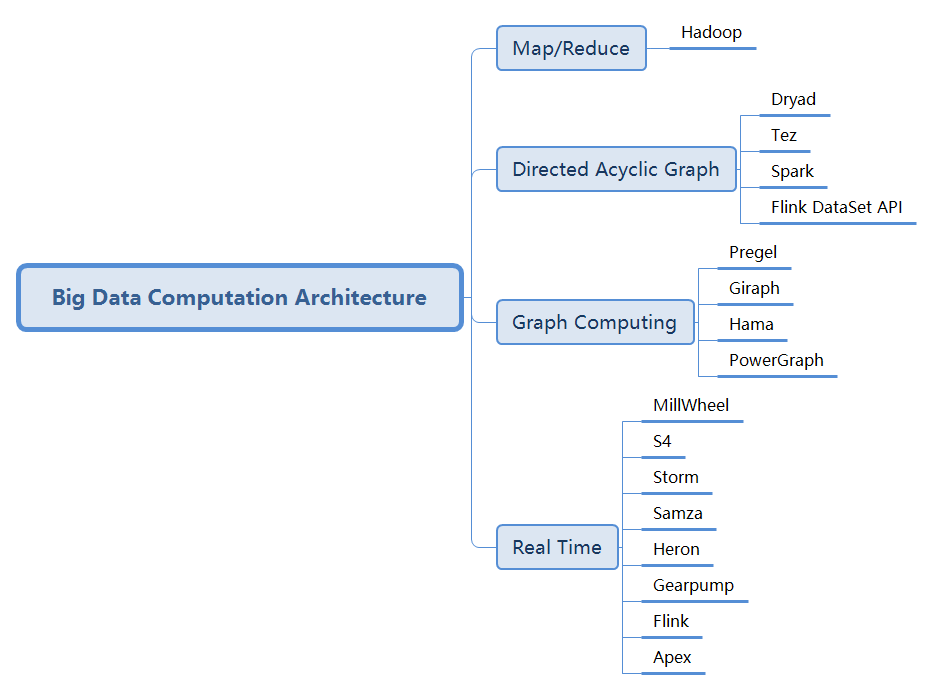 Big Data Computation Architecture
Map/Reduce
Hadoop
Directed Acyclic Graph
Dryad
Tez
Spark
Flink DataSet API
Graph Computing
Pregel
Giraph
Hama
PowerGraph
Real Time
MillWheel
S4
Storm
Samza
Heron
Gearpump
Flink
Apex